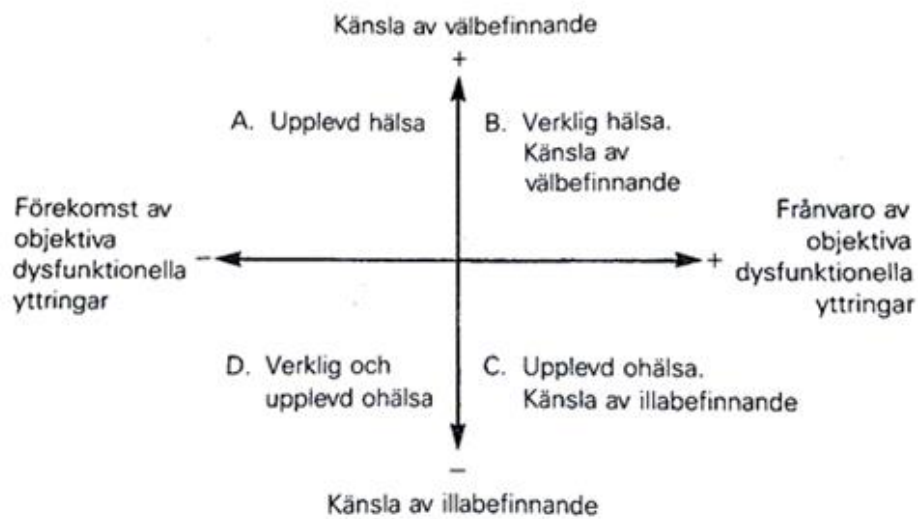 Känsla av välbefinnande
+
A. Upplevd hälsa
B. Verklig hälsa.
Känsla av
välbefinnande
Förekomst av
objektiva
dysfunktionella
yttringar
−
+
Frånvaro av
objektiva
dysfunktionella
yttringar
D. Verklig och
upplevd ohälsa
C. Upplevd ohälsa.
Känsla av illabefinnande
−
Känsla av illabefinnande